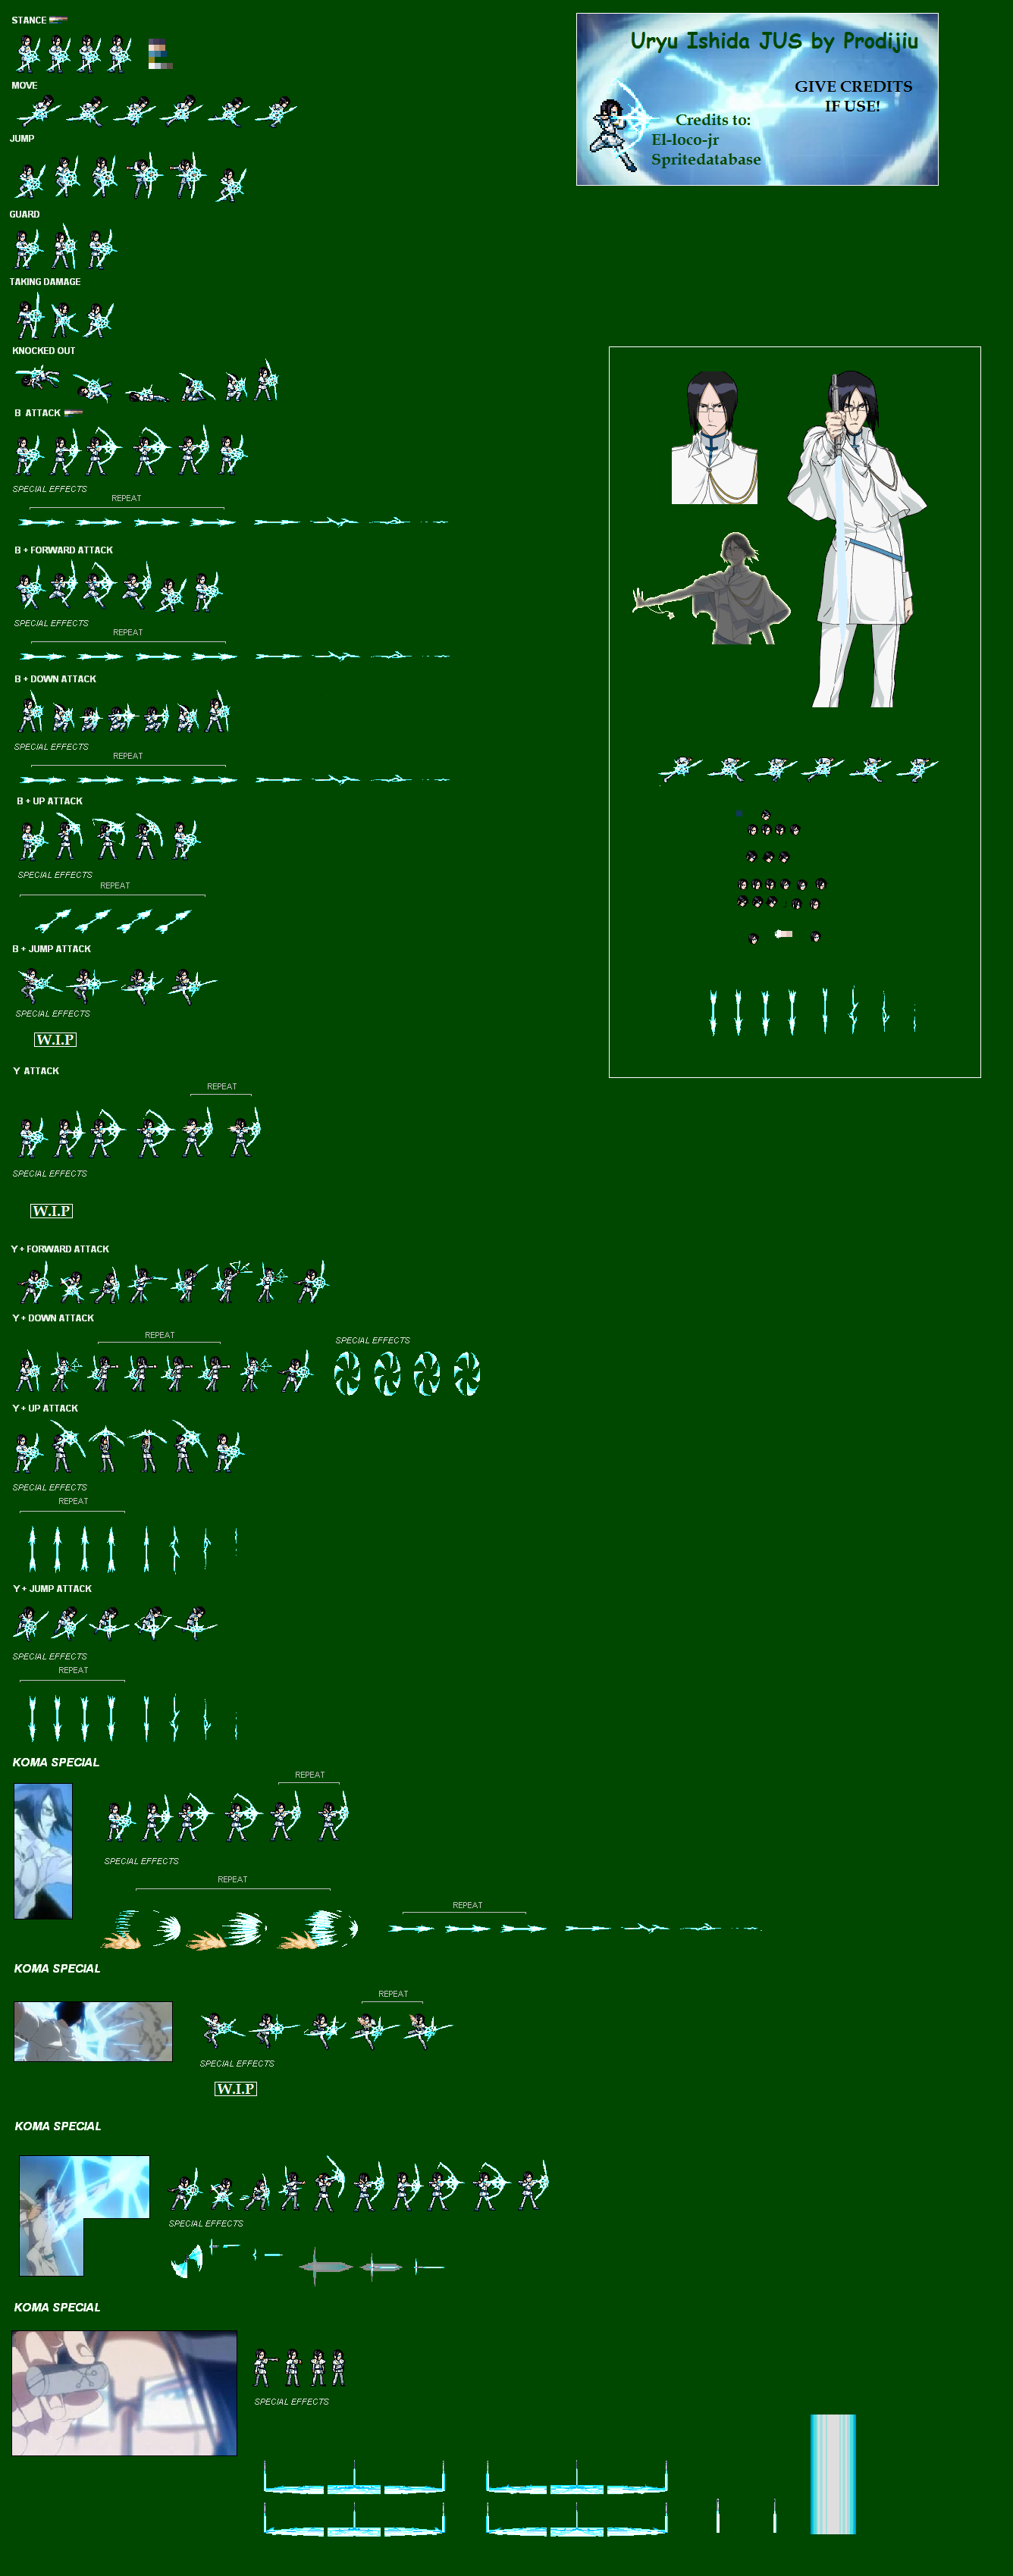 STANCE
Uryu Ishida JUS by Prodijiu
GIVE CREDITS
IF USE!
Credits to:
El-loco-jr
Spritedatabase
MOVE
JUMP
GUARD
TAKING DAMAGE
KNOCKED OUT
B ATTACK
SPECIAL EFFECTS
REPEAT
B + FORWARD ATTACK
SPECIAL EFFECTS
REPEAT
B + DOWN ATTACK
SPECIAL EFFECTS
REPEAT
B + UP ATTACK
SPECIAL EFFECTS
REPEAT
B + JUMP ATTACK
SPECIAL EFFECTS
W.I.P
Y ATTACK
REPEAT
SPECIAL EFFECTS
W.I.P
Y + FORWARD ATTACK
Y + DOWN ATTACK
REPEAT
SPECIAL EFFECTS
Y + UP ATTACK
SPECIAL EFFECTS
REPEAT
Y + JUMP ATTACK
SPECIAL EFFECTS
REPEAT
KOMA SPECIAL
REPEAT
SPECIAL EFFECTS
REPEAT
REPEAT
KOMA SPECIAL
REPEAT
SPECIAL EFFECTS
W.I.P
KOMA SPECIAL
SPECIAL EFFECTS
KOMA SPECIAL
SPECIAL EFFECTS